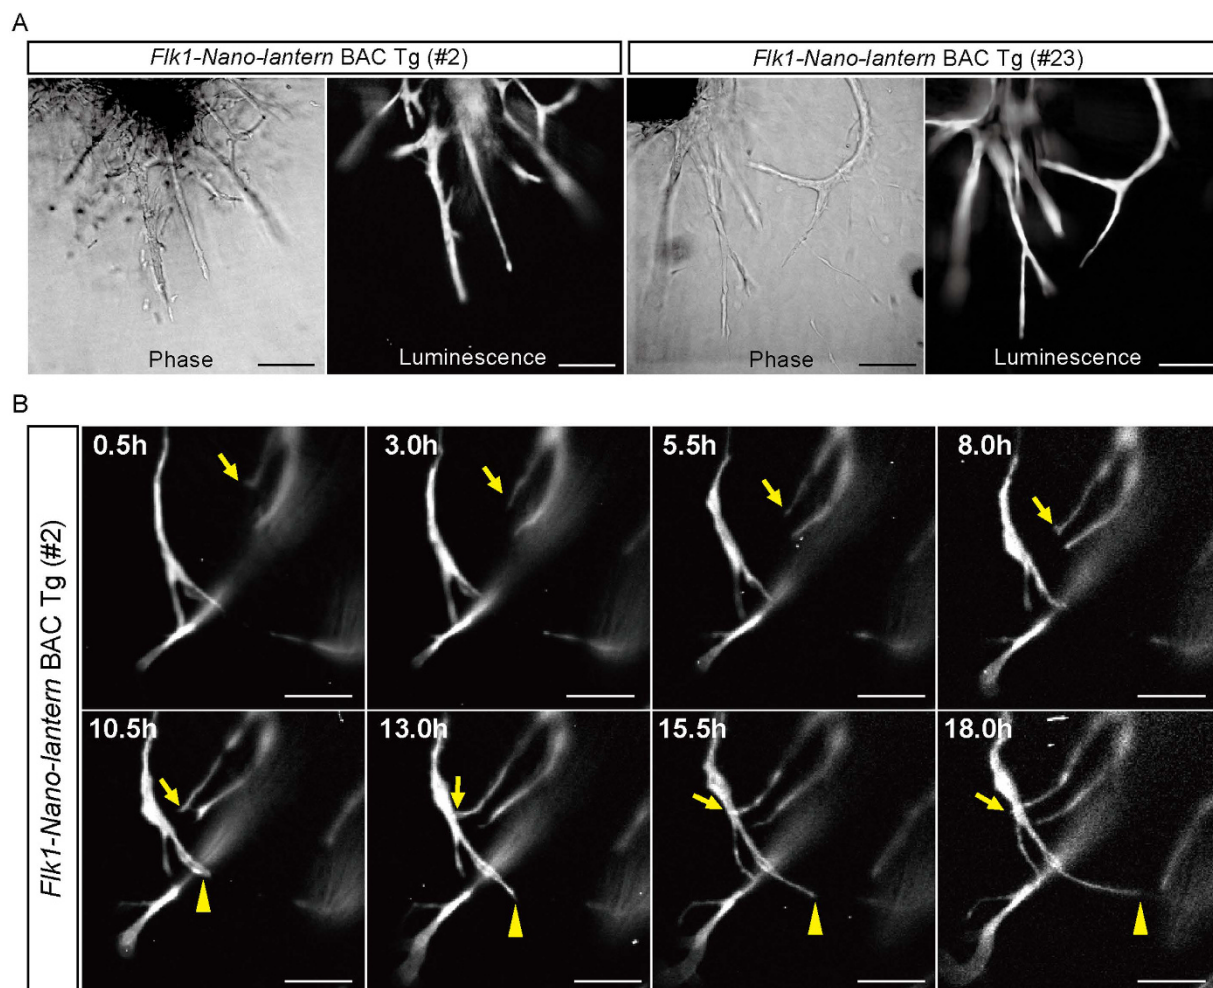 A
Flk1-Nano-lantern BAC Tg (#2)
Flk1-Nano-lantern BAC Tg (#23)
Phase
Luminescence
Phase
Luminescence
B
Flk1-Nano-lantern BAC Tg (#2)
0.5h
3.0h
5.5h
8.0h
10.5h
13.0h
15.5h
18.0h